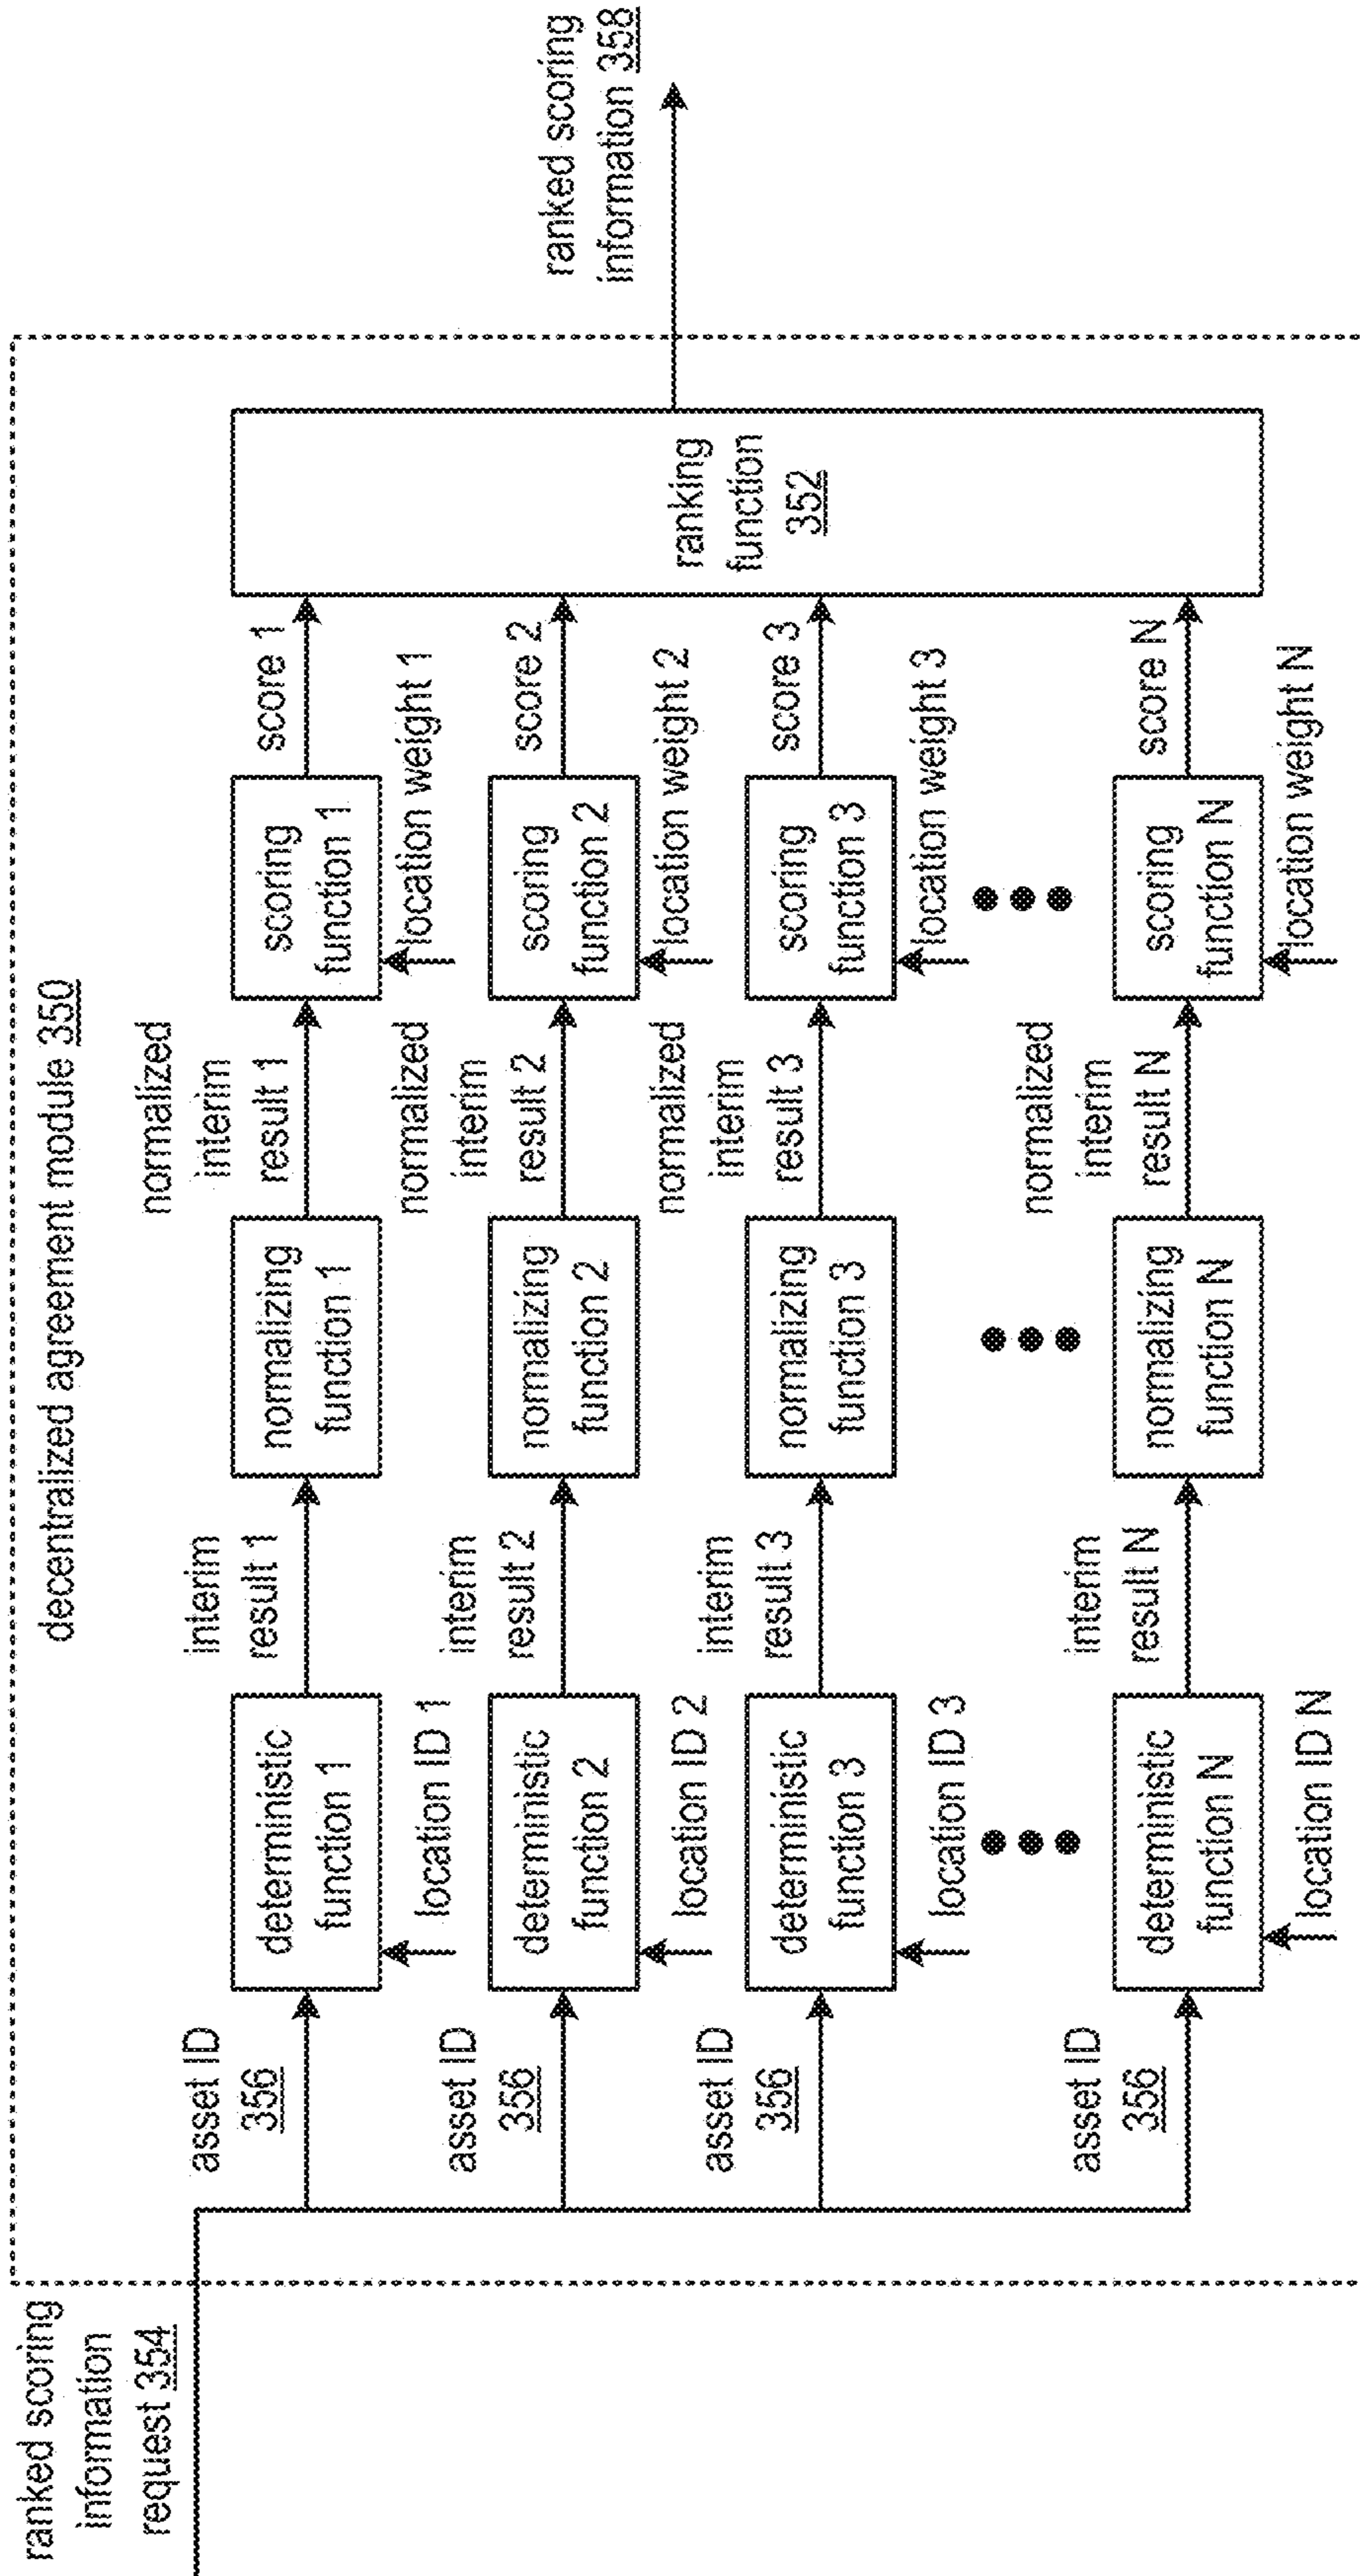 ranked scoring
information
request 354
decentralized agreement module 350
asset ID
356
deterministic
function 1
location ID 1
interim
result 1
normalizing
function 1
normalized
interim
result 1
scoring
function 1
location weight 1
score 1
asset ID
356
deterministic
function 2
location ID 2
interim
result 2
normalizing
function 2
normalized
interim
result 2
scoring
function 2
location weight 2
score 2
asset ID
356
deterministic
function 3
location ID 3
interim
result 3
normalizing
function 3
normalized
interim
result 3
scoring
function 3
location weight 3
score 3
asset ID
356
deterministic
function N
location ID N
interim
result N
normalizing
function N
normalized
interim
result N
scoring
function N
location weight N
score N
ranking
function
352
ranked scoring
information 358